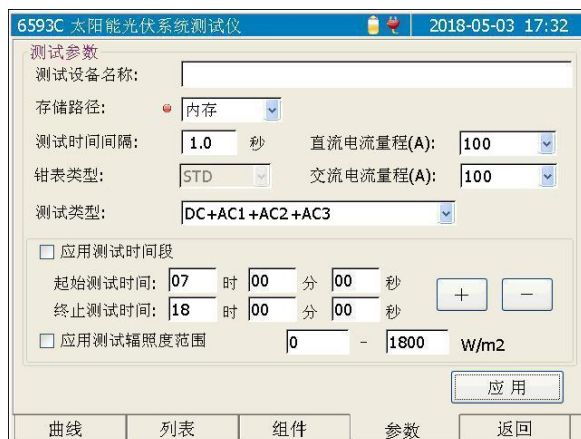 6593C 太阳能光伏系统测试仪 2018-05-03 17:32
测试参数
测试设备名称:
存储路径: 内存
测试时间间隔: 1.0 秒 直流电流量程(A): 100
钳表类型: STD 交流电流量程(A): 100
测试类型: DC+AC1+AC2+AC3
应用测试时间段
起始测试时间: 07 时 00 分 00 秒 + -
终止测试时间: 18 时 00 分 00 秒
应用测试辐照度范围 0 - 1800 W/m2
应用
曲线 列表 组件 参数 返回